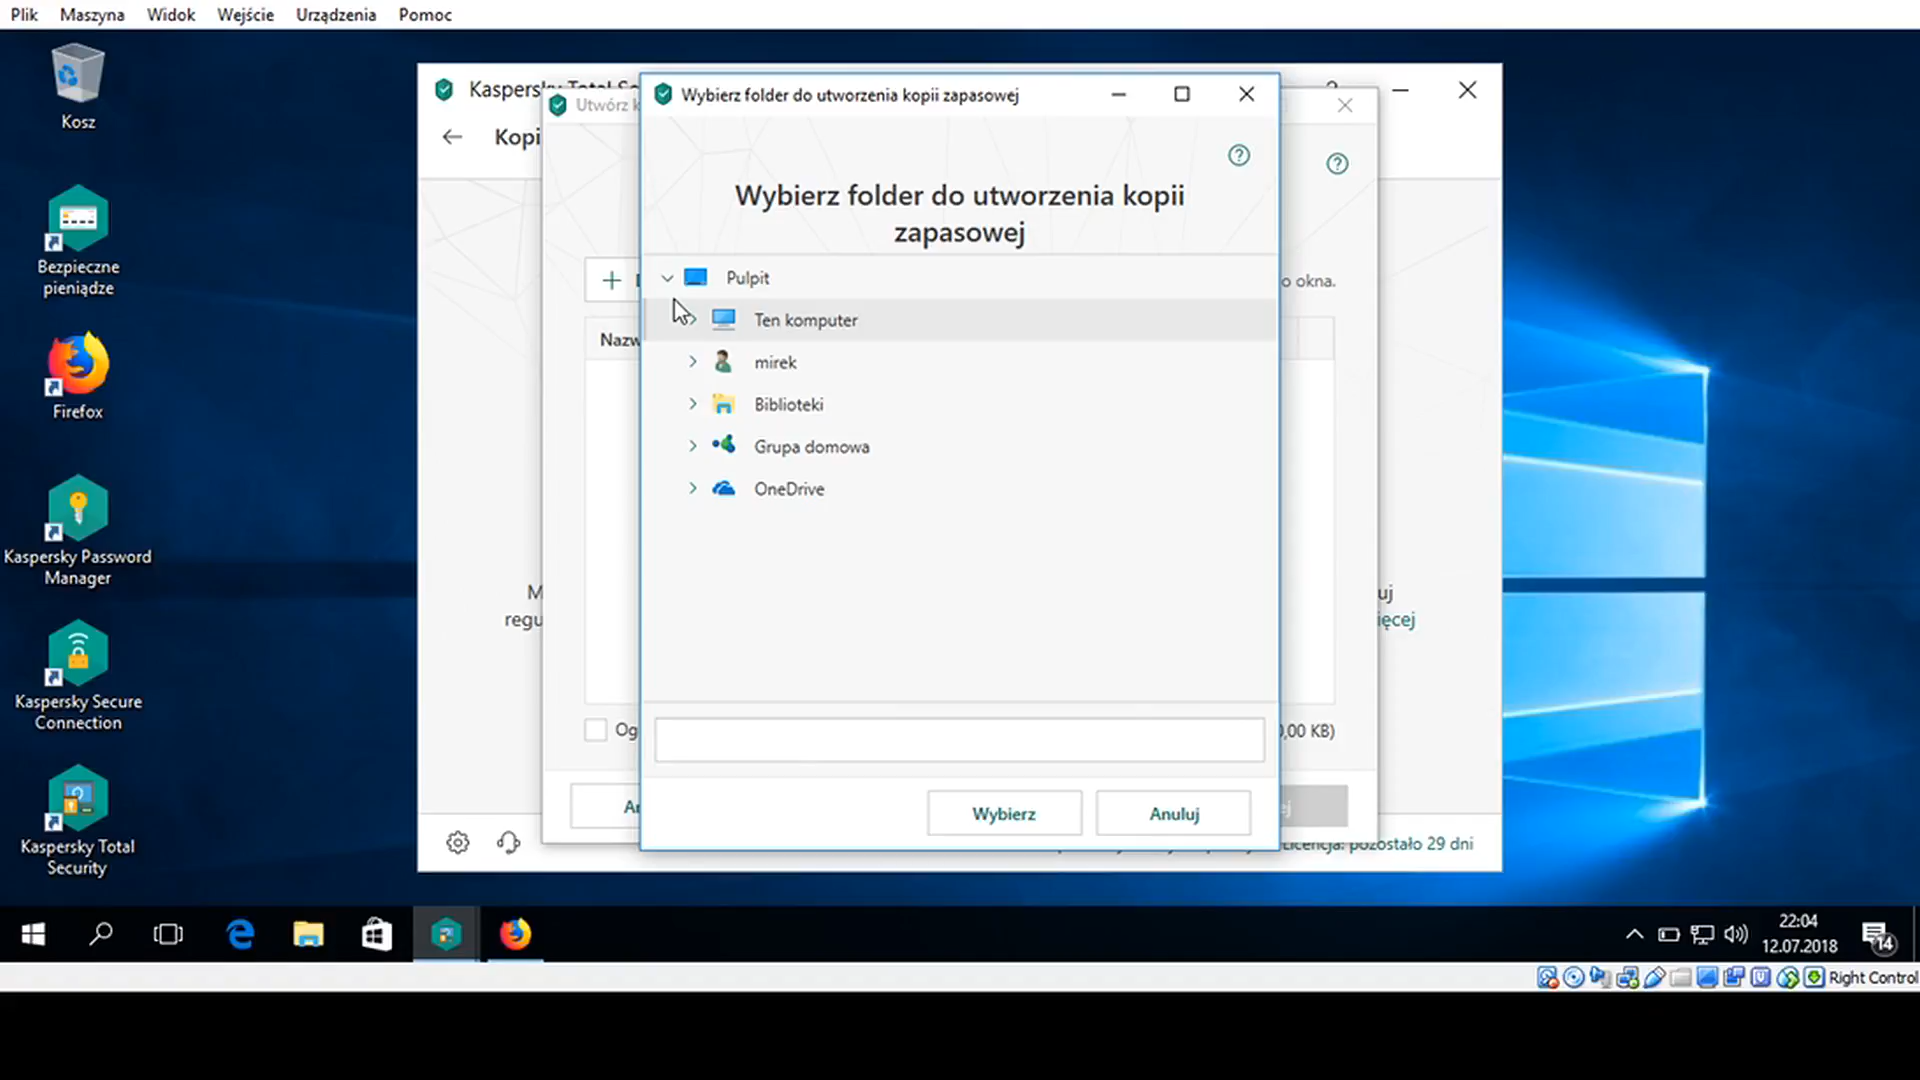 Plik Maszyna Widok Wejście Urządzenia Pomoc
Kosz
Bezpieczne
pieniądze
Firefox
Kaspersky Password
Manager
Kaspersky Secure
Connection
Kaspersky Total
Security
Kaspersky Total Se
Kopi
Utwórz k
Wybierz folder do utworzenia kopii zapasowej
Wybierz folder do utworzenia kopii
zapasowej
Pulpit
Ten komputer
mirek
Biblioteki
Grupa domowa
OneDrive
o okna.
Nazw
M
regu
uj
ięcej
Og
0,00 KB)
Wybierz
Anuluj
Licencja: pozostało 29 dni
22:04
12.07.2018
14
Right Control